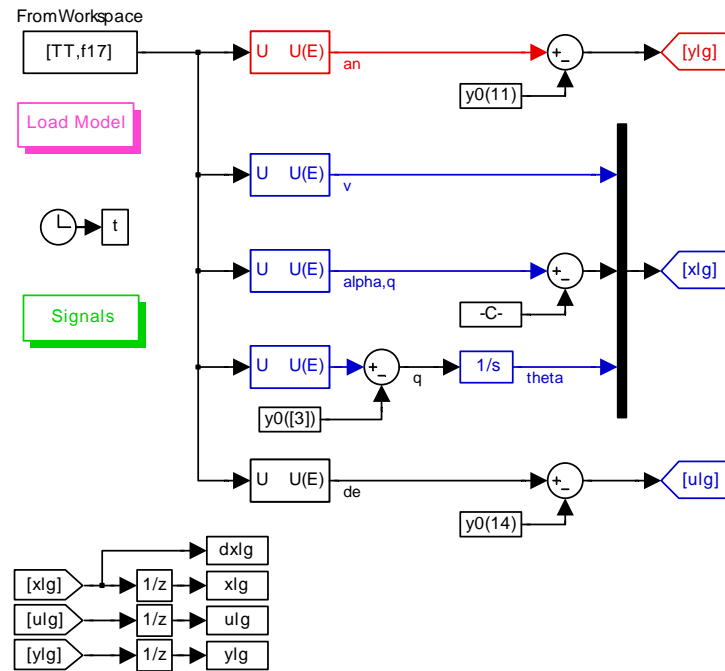 FromWorkspace
[TT,f17]
U U(E)
an
+
−
y0(11)
[ylg]
Load Model
U U(E)
v
t
U U(E)
alpha,q
+
−
-C-
[xlg]
Signals
U U(E)
+
−
q
1/s
theta
y0([3])
U U(E)
de
+
−
y0(14)
[ulg]
dxlg
[xlg]
1/z
xlg
[ulg]
1/z
ulg
[ylg]
1/z
ylg